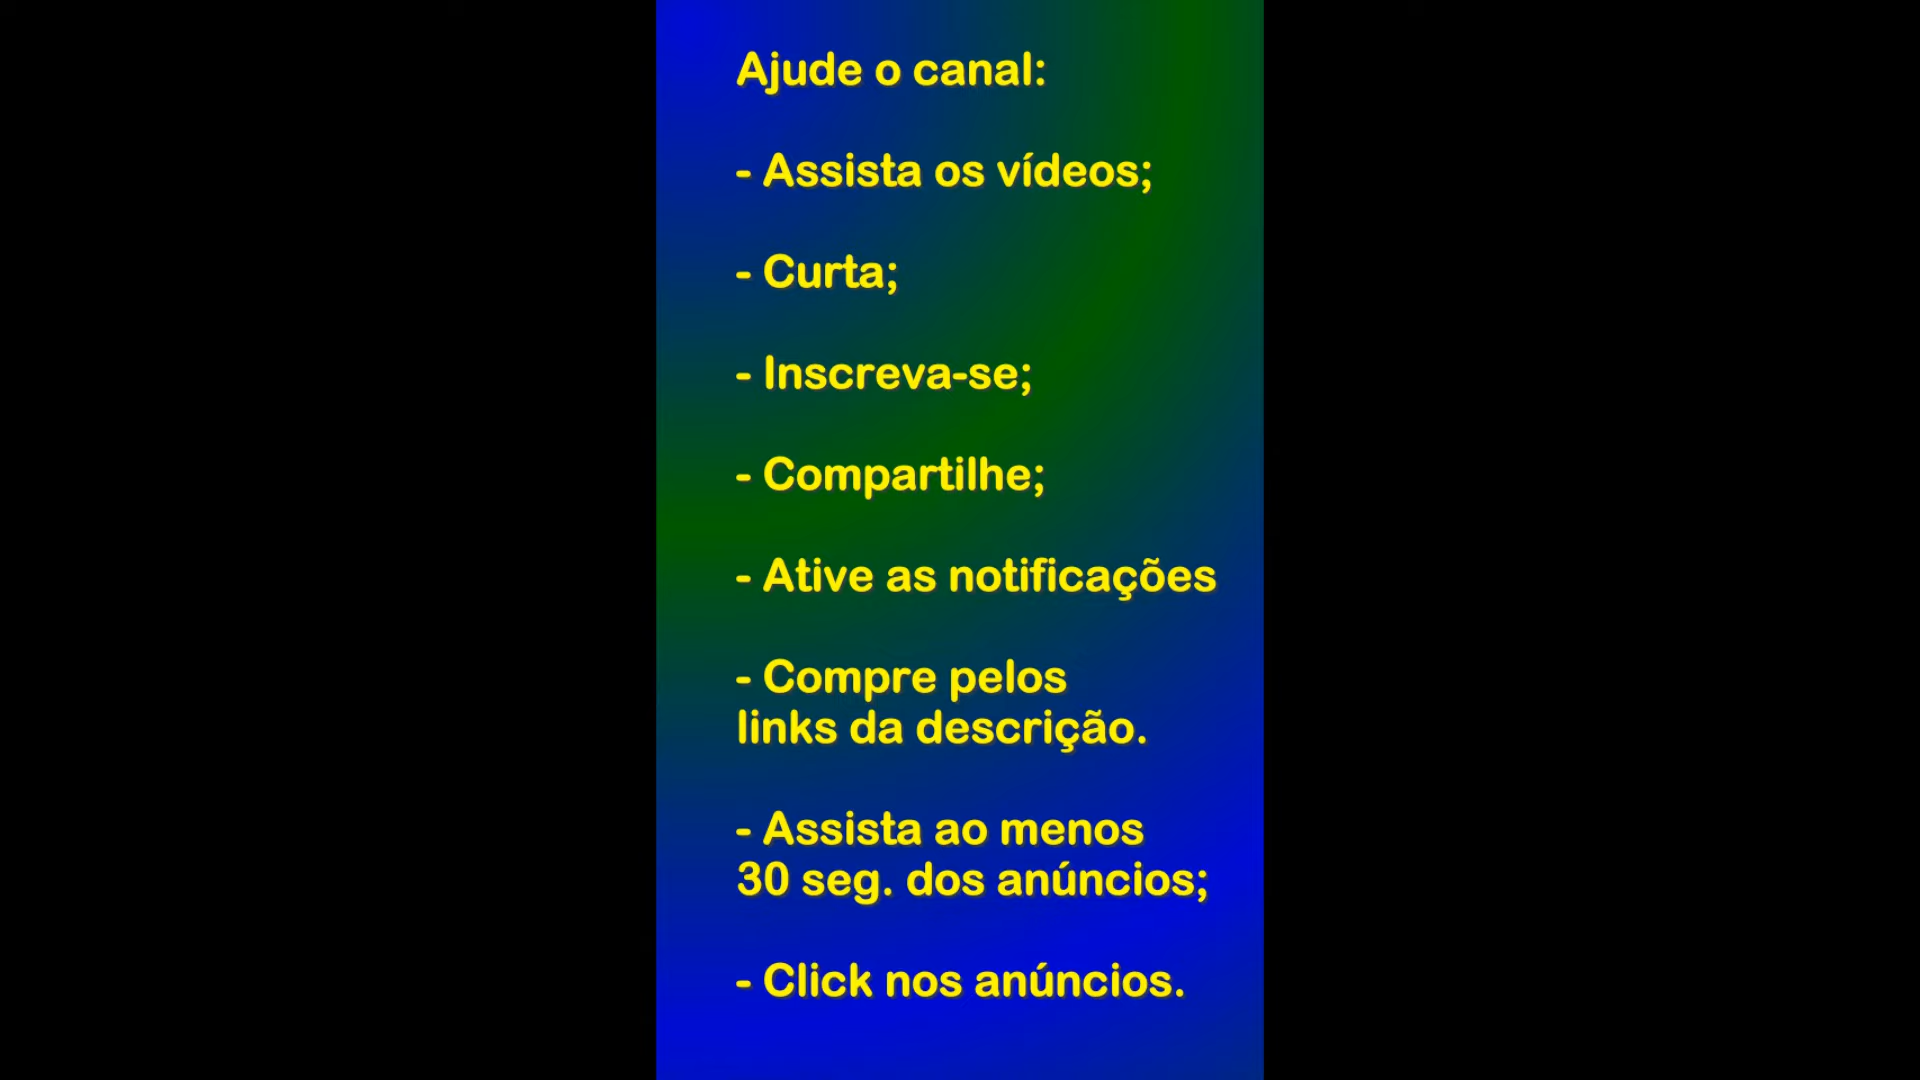 Ajude o canal:
- Assista os vídeos;
- Curta;
- Inscreva-se;
- Compartilhe;
- Ative as notificações
- Compre pelos
links da descrição.
- Assista ao menos
30 seg. dos anúncios;
- Click nos anúncios.